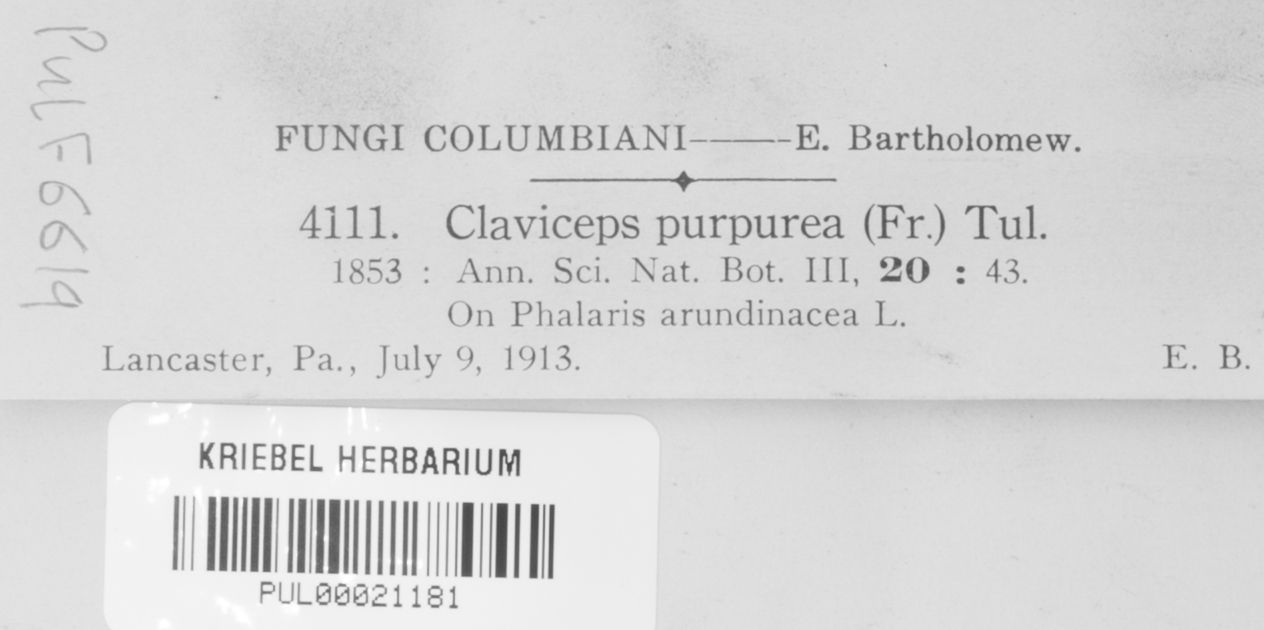 PUL F6619
FUNGI COLUMBIANI———E. Bartholomew.
4111. Claviceps purpurea (Fr.) Tul.
1853 : Ann. Sci. Nat. Bot. III, 20 : 43.
On Phalaris arundinacea L.
Lancaster, Pa., July 9, 1913. E. B.
KRIEBEL HERBARIUM
PUL00021181